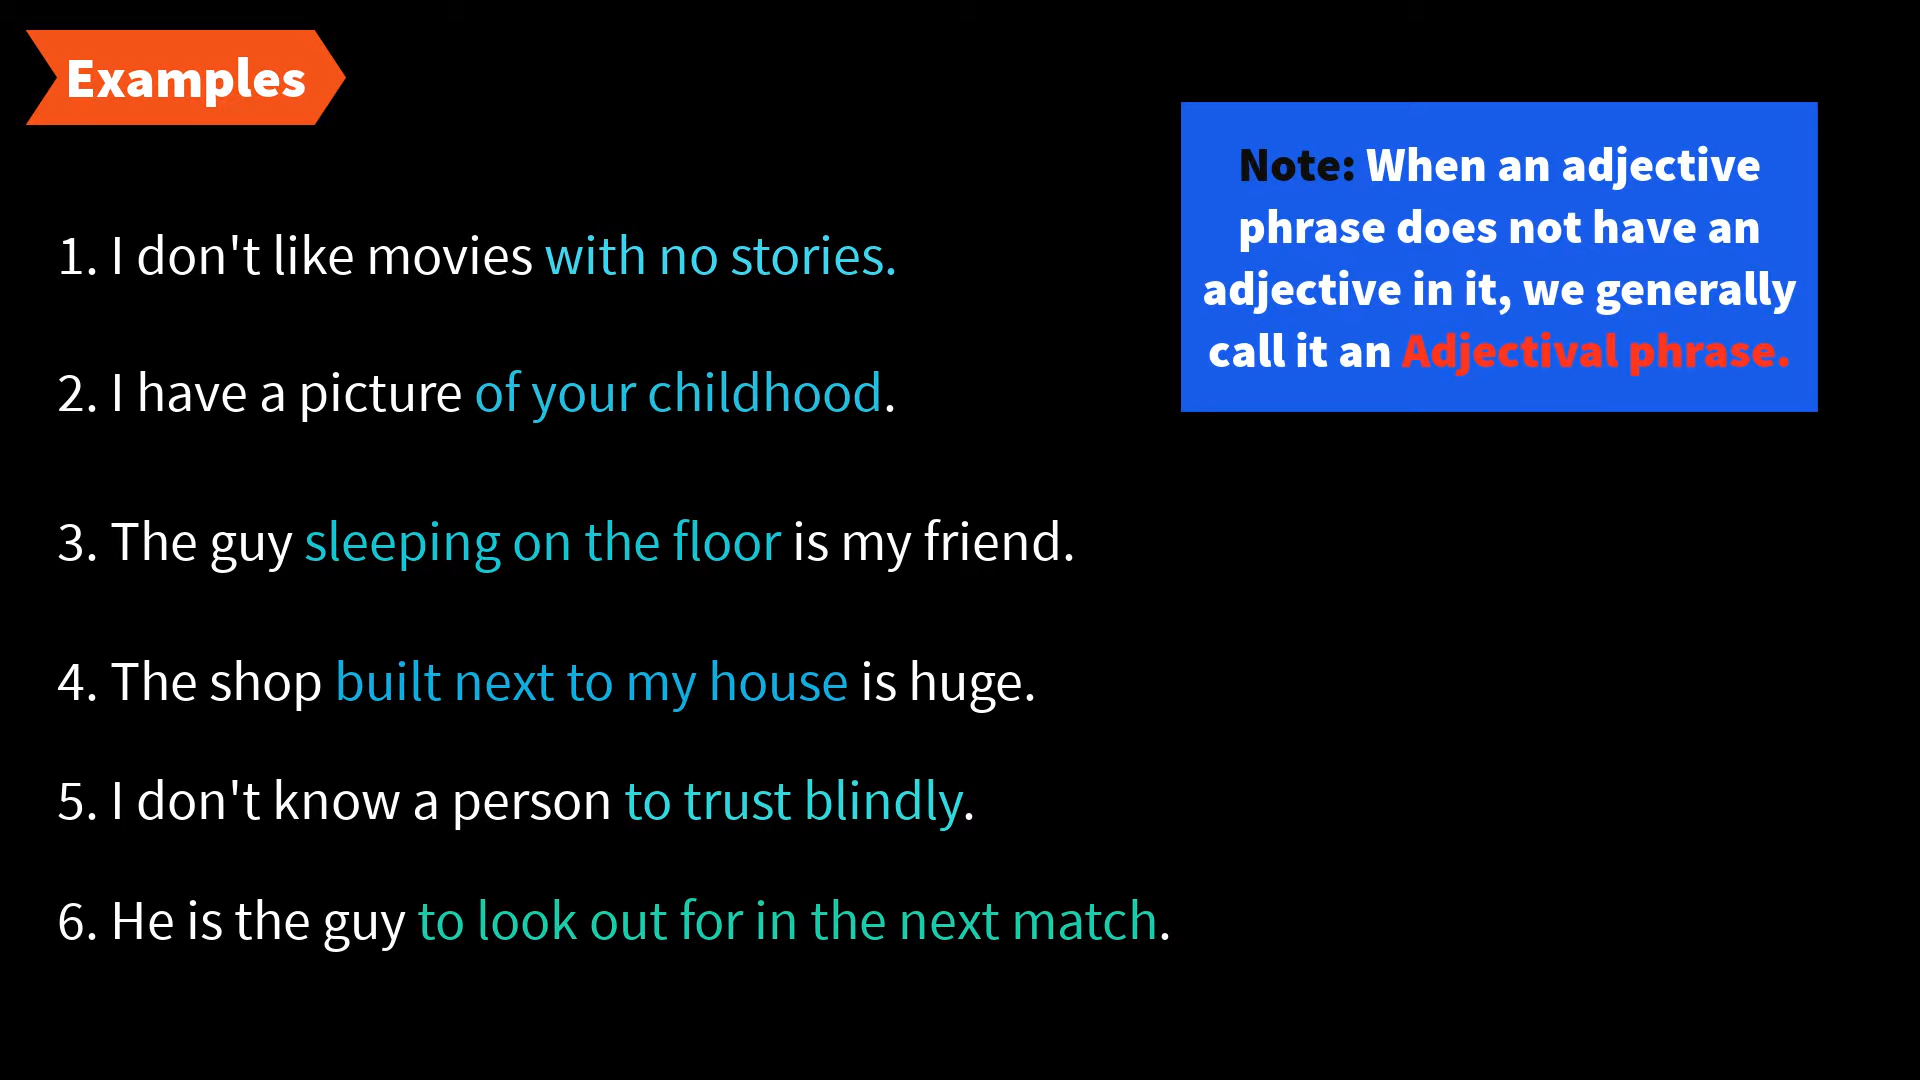 Examples
Note: When an adjective
phrase does not have an
adjective in it, we generally
call it an Adjectival phrase.
1. I don't like movies with no stories.
2. I have a picture of your childhood.
3. The guy sleeping on the floor is my friend.
4. The shop built next to my house is huge.
5. I don't know a person to trust blindly.
6. He is the guy to look out for in the next match.